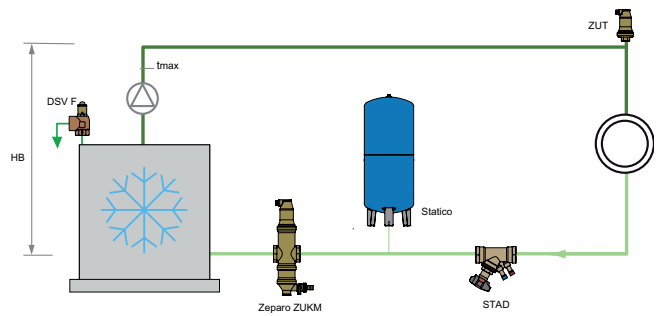 ZUT
tmax
DSV F
HB
Statico
Zeparo ZUKM
STAD